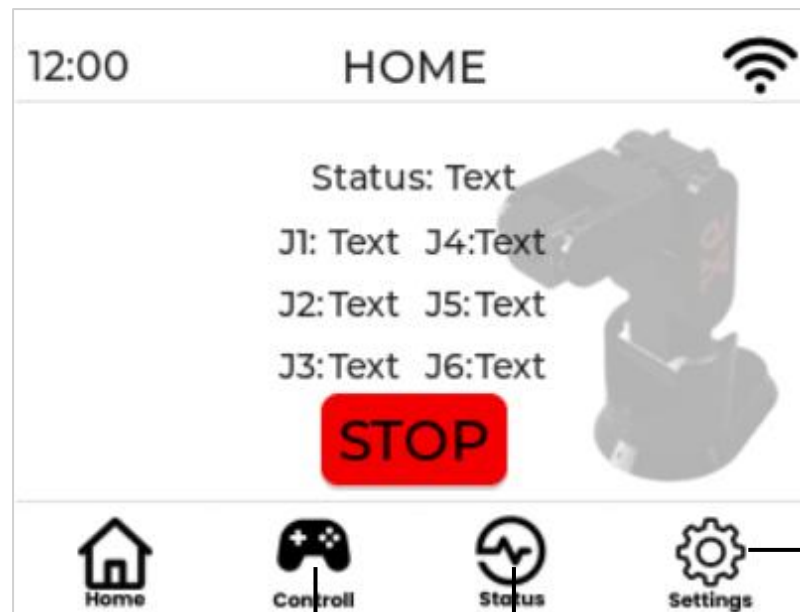 12:00 HOME
Status: Text
J1: Text J4:Text
J2:Text J5:Text
J3:Text J6:Text
STOP
Home Controll Status Settings